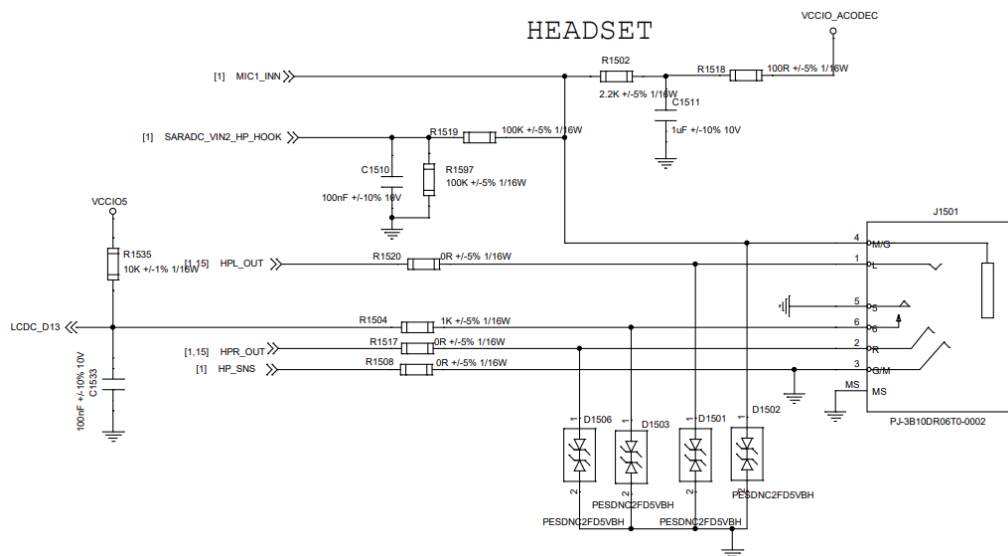 HEADSET
VCCIO_ACODEC
[1] MIC1_INN
R1502
2.2K +/-5% 1/16W
R1518
100R +/-5% 1/16W
C1511
1uF +/-10% 10V
[1] SARADC_VIN2_HP_HOOK
R1519
100K +/-5% 1/16W
C1510
100nF +/-10% 16V
R1597
100K +/-5% 1/16W
VCCIO5
R1535
10K +/-1% 1/16W
[1,15] HPL_OUT
R1520
0R +/-5% 1/16W
LCDC_D13
R1504
1K +/-5% 1/16W
[1,15] HPR_OUT
R1517
0R +/-5% 1/16W
[1] HP_SNS
R1508
0R +/-5% 1/16W
100nF +/-10% 10V
C1533
J1501
4 M/G
1 L
5 5
6 6
2 R
3 G/M
MS MS
PJ-3B10DR06T0-0002
1 D1506 2
1 D1503 2
1 D1501 2
1 D1502 2
PESDNC2FD5VBH
PESDNC2FD5VBH
PESDNC2FD5VBH
PESDNC2FD5VBH